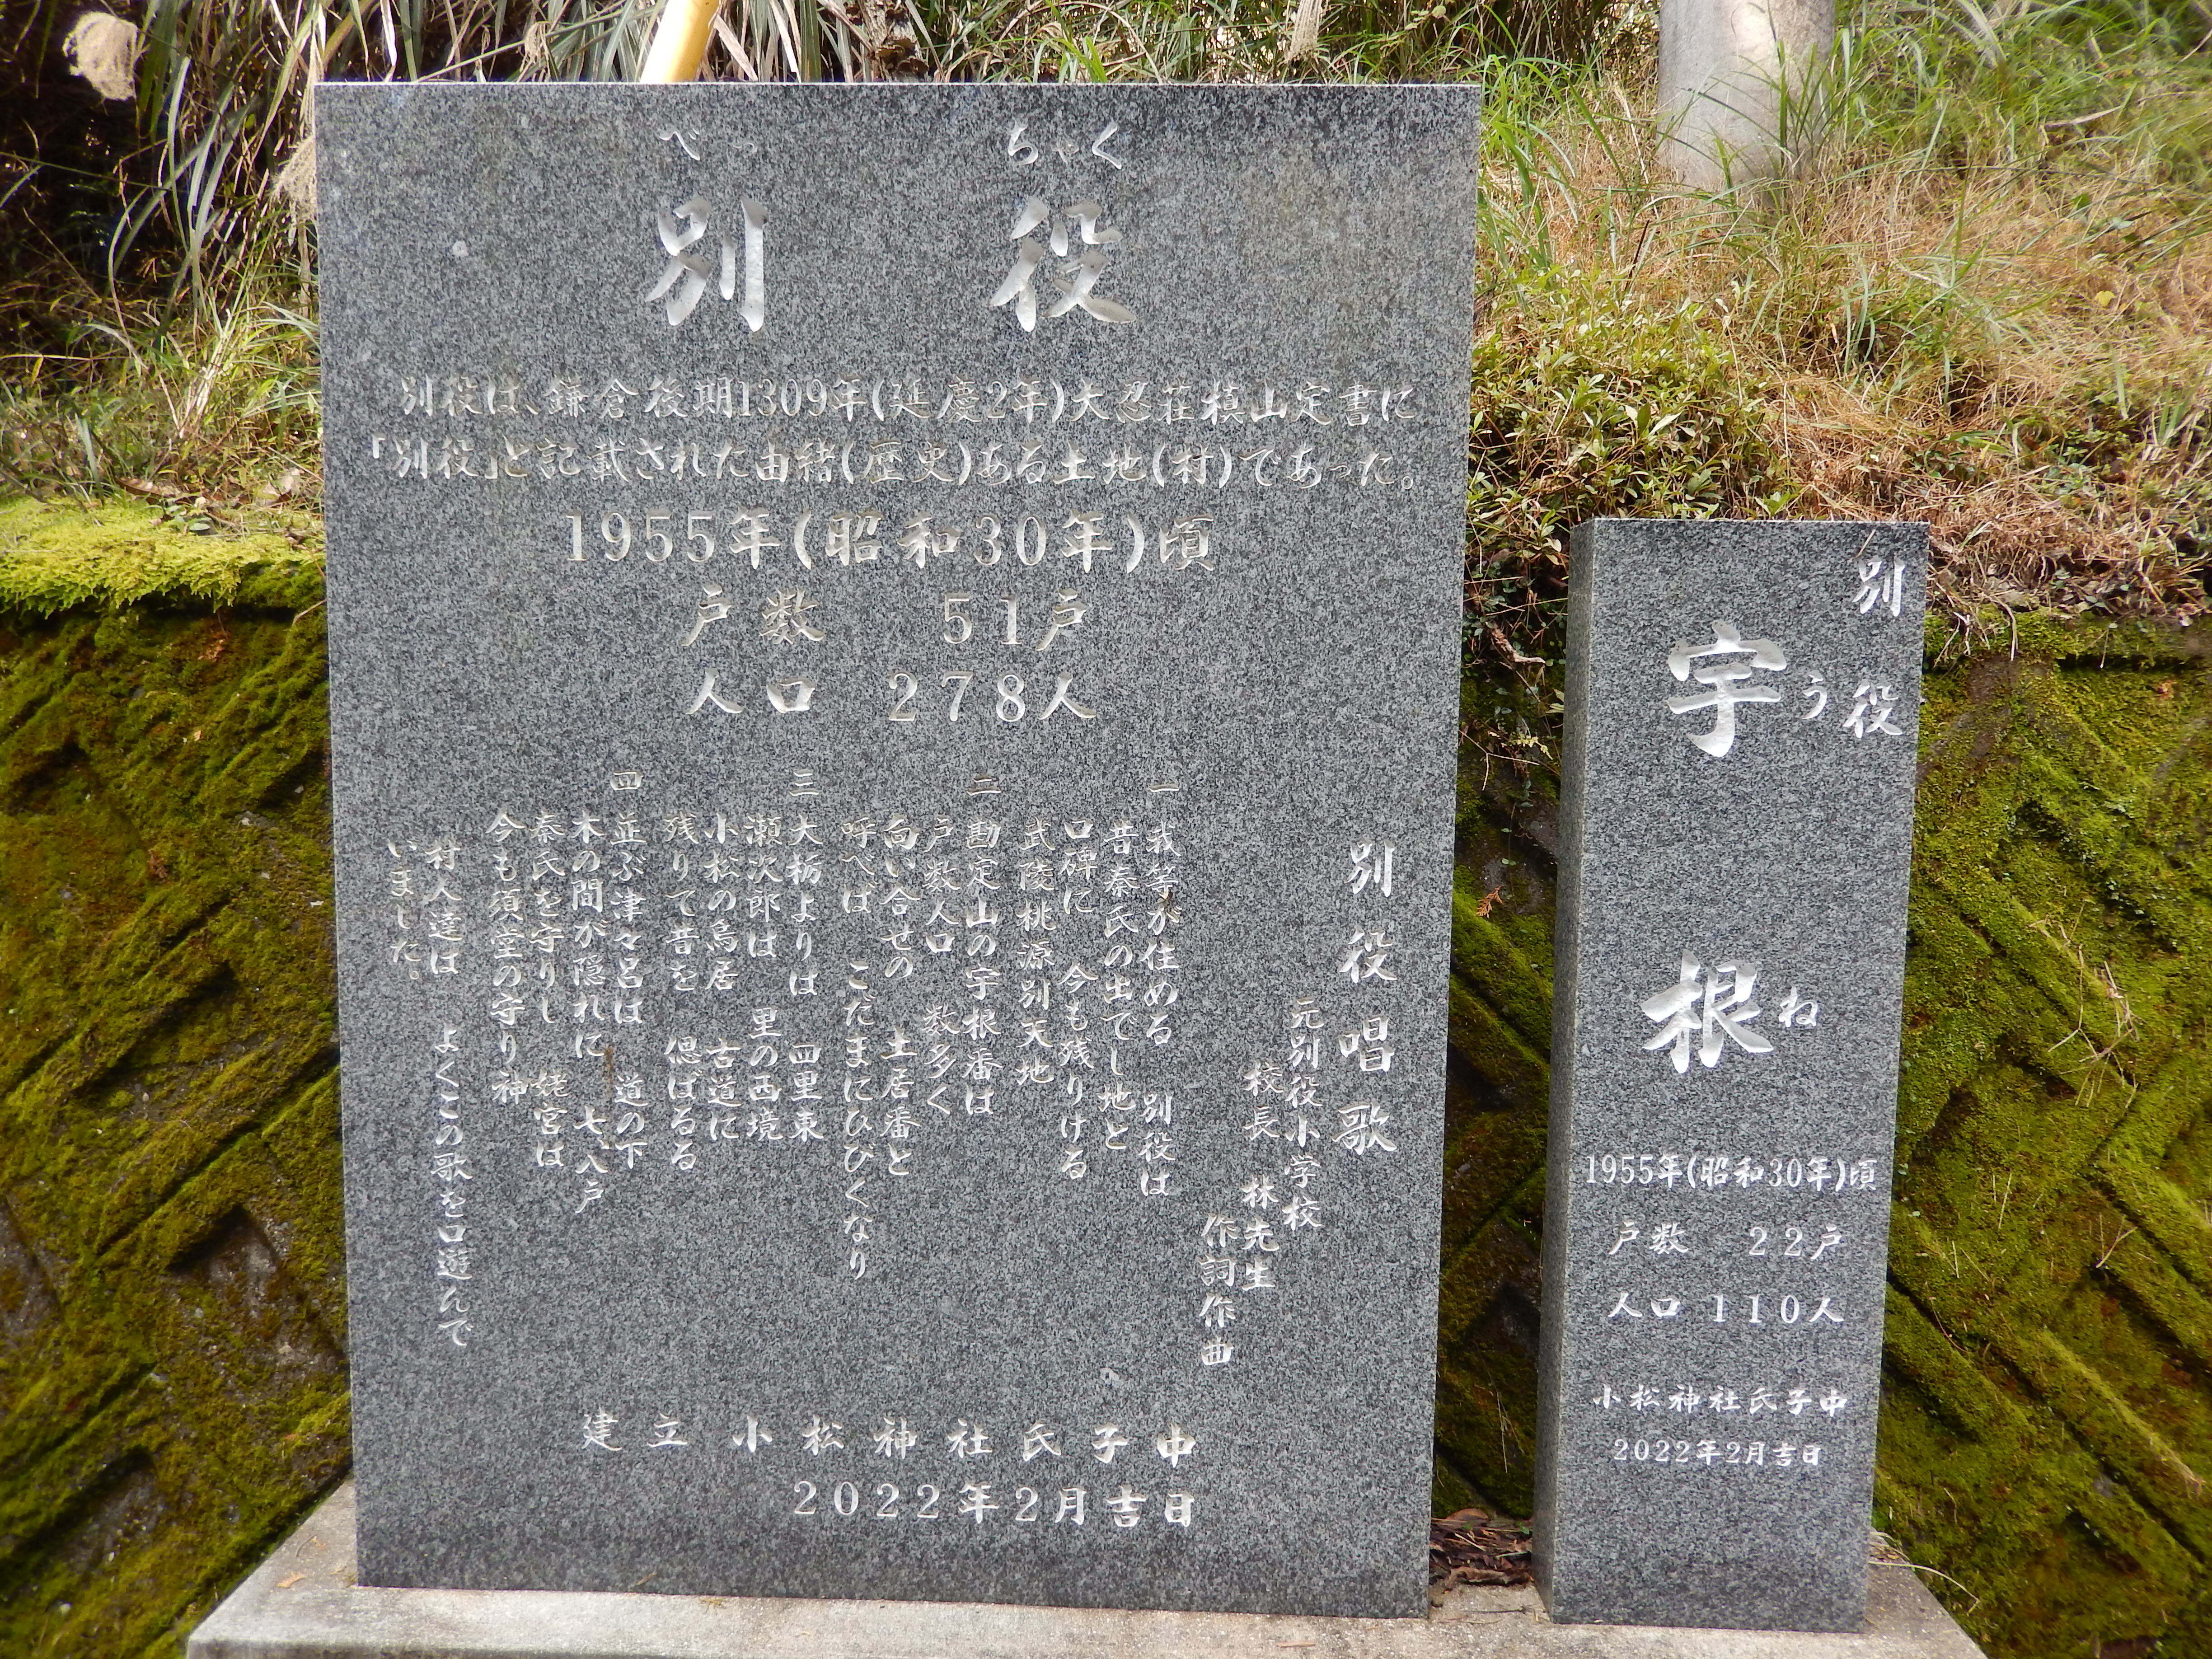 べっ ちゃく
別役
別役は、鎌倉後期1309年(延慶2年)大忍荘槙山定書に
「別役」と記載された由緒(歴史)ある土地(村)であった。
1955年(昭和30年)頃
戸数 51戸
人口 278人
別役唱歌
元別役小学校
校長 林先生
作詞作曲
一 我等が住める 別役は
昔秦氏の出でし地と
口碑に 今も残りける
武陵桃源別天地
二 勘定山の宇根番は
戸数人口 数多く
向い合せの 土居番と
呼べば こだまにひびくなり
三 大栃よりは 四里東
瀬次郎は 里の西境
小松の鳥居 古道に
残りて昔を 偲ばるる
四 並ぶ津々呂は 道の下
木の間が隠れに 七、八戸
秦氏を守りし 姥宮は
今も須堂の守り神
村人達は よくこの歌を口遊んで
いました。
建立 小松神社氏子中
2022年2月吉日
別役
宇根
うね
1955年(昭和30年)頃
戸数 22戸
人口 110人
小松神社氏子中
2022年2月吉日